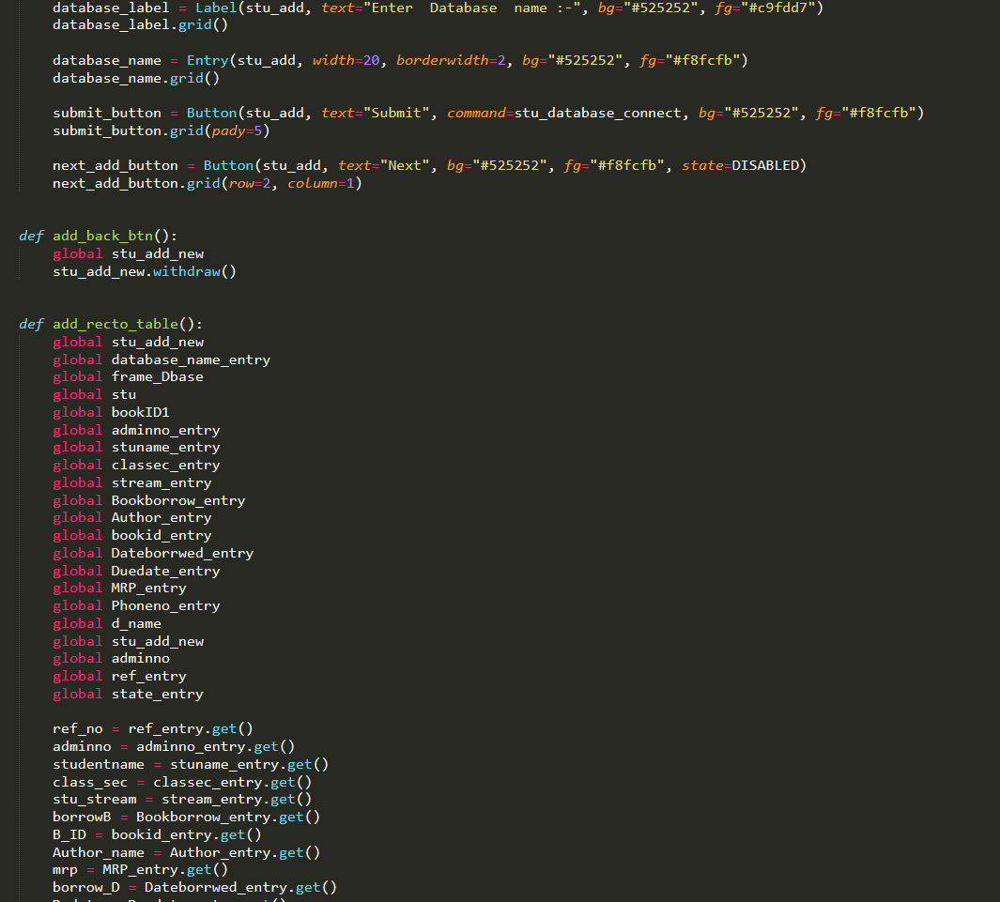 database_label = Label(stu_add, text="Enter  Database  name :-", bg="#525252", fg="#c9fdd7")
database_label.grid()
database_name = Entry(stu_add, width=20, borderwidth=2, bg="#525252", fg="#f8fcfb")
database_name.grid()
submit_button = Button(stu_add, text="Submit", command=stu_database_connect, bg="#525252", fg="#f8fcfb")
submit_button.grid(pady=5)
next_add_button = Button(stu_add, text="Next", bg="#525252", fg="#f8fcfb", state=DISABLED)
next_add_button.grid(row=2, column=1)
def add_back_btn():
global stu_add_new
stu_add_new.withdraw()
def add_recto_table():
global stu_add_new
global database_name_entry
global frame_Dbase
global stu
global bookID1
global adminno_entry
global stuname_entry
global classec_entry
global stream_entry
global Bookborrow_entry
global Author_entry
global bookid_entry
global Dateborrwed_entry
global Duedate_entry
global MRP_entry
global Phoneno_entry
global d_name
global stu_add_new
global adminno
global ref_entry
global state_entry
ref_no = ref_entry.get()
adminno = adminno_entry.get()
studentname = stuname_entry.get()
class_sec = classec_entry.get()
stu_stream = stream_entry.get()
borrowB = Bookborrow_entry.get()
B_ID = bookid_entry.get()
Author_name = Author_entry.get()
mrp = MRP_entry.get()
borrow_D = Dateborrwed_entry.get()